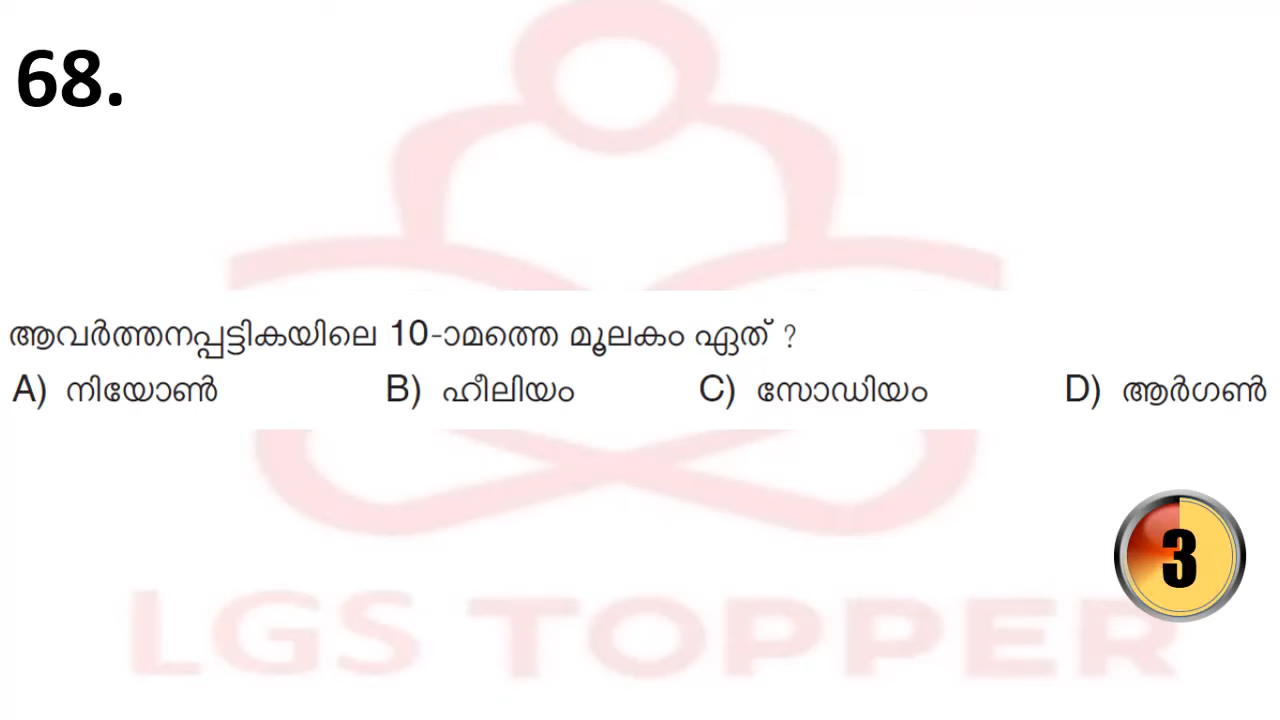 68.
ആവർത്തനപ്പട്ടികയിലെ 10-ാമത്തെ മൂലകം ഏത് ?
A) നിയോൺ B) ഹീലിയം C) സോഡിയം D) ആർഗൺ
3
LGS TOPPER